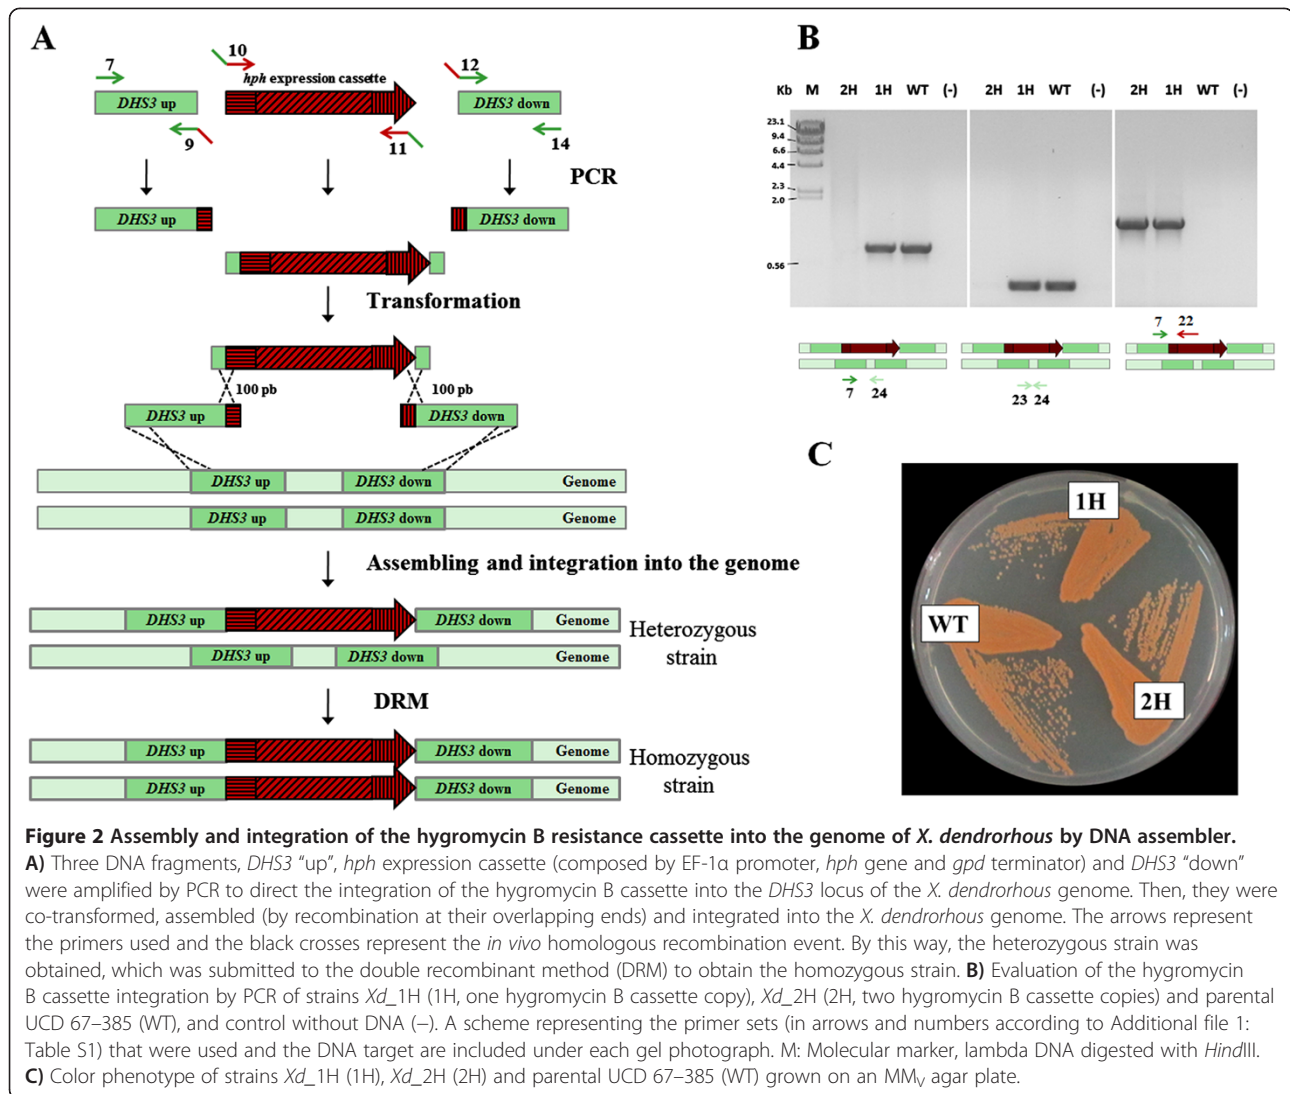 A
B
7
10
hph expression cassette
12
DHS3 up
DHS3 down
9
11
14
PCR
DHS3 up
DHS3 down
Transformation
100 pb
100 pb
DHS3 up
DHS3 down
DHS3 up
DHS3 down
Genome
DHS3 up
DHS3 down
Genome
Assembling and integration into the genome
DHS3 up
DHS3 down
Genome
Heterozygous
strain
DHS3 up
DHS3 down
Genome
DRM
DHS3 up
DHS3 down
Genome
Homozygous
strain
DHS3 up
DHS3 down
Genome
Kb M 2H 1H WT (-) 2H 1H WT (-) 2H 1H WT (-)
23.1
9.4
6.6
4.4
2.3
2.0
0.56
7 24
23 24
7 22
C
1H
WT
2H
Figure 2 Assembly and integration of the hygromycin B resistance cassette into the genome of X. dendrorhous by DNA assembler.
A) Three DNA fragments, DHS3 “up”, hph expression cassette (composed by EF-1α promoter, hph gene and gpd terminator) and DHS3 “down”
were amplified by PCR to direct the integration of the hygromycin B cassette into the DHS3 locus of the X. dendrorhous genome. Then, they were
co-transformed, assembled (by recombination at their overlapping ends) and integrated into the X. dendrorhous genome. The arrows represent
the primers used and the black crosses represent the in vivo homologous recombination event. By this way, the heterozygous strain was
obtained, which was submitted to the double recombinant method (DRM) to obtain the homozygous strain. B) Evaluation of the hygromycin
B cassette integration by PCR of strains Xd_1H (1H, one hygromycin B cassette copy), Xd_2H (2H, two hygromycin B cassette copies) and parental
UCD 67–385 (WT), and control without DNA (−). A scheme representing the primer sets (in arrows and numbers according to Additional file 1:
Table S1) that were used and the DNA target are included under each gel photograph. M: Molecular marker, lambda DNA digested with HindIII.
C) Color phenotype of strains Xd_1H (1H), Xd_2H (2H) and parental UCD 67–385 (WT) grown on an MMV agar plate.